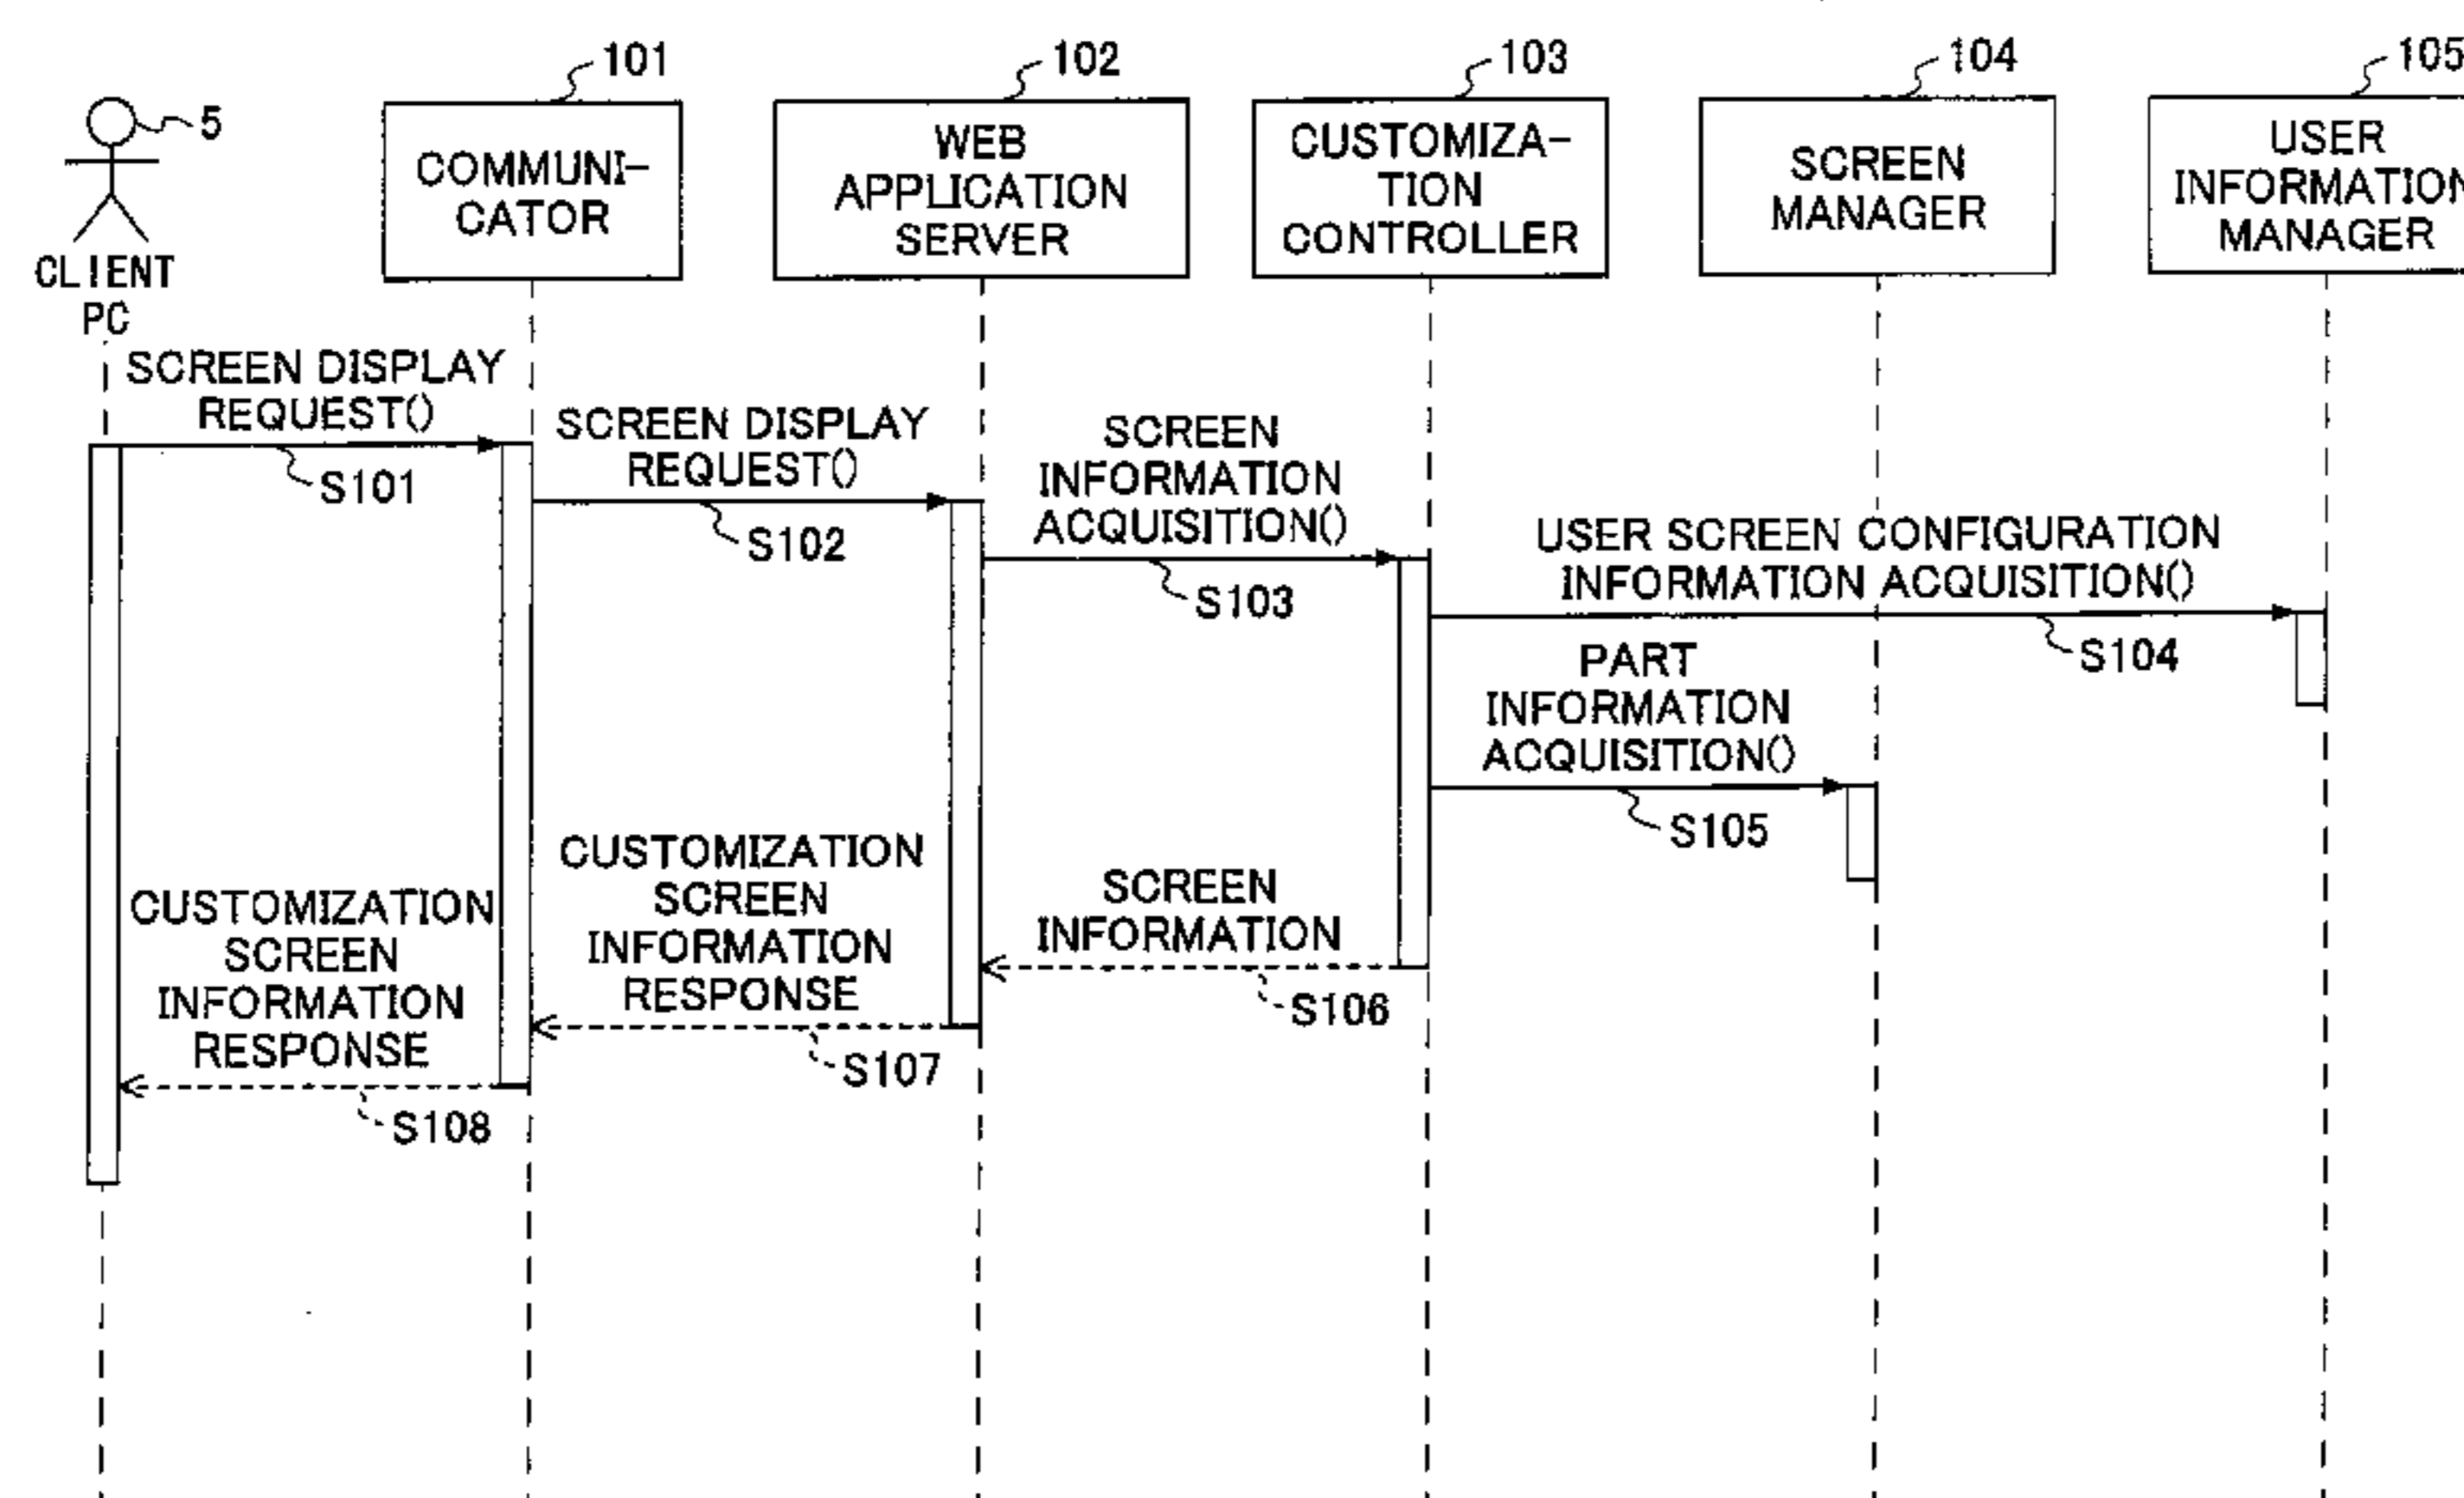 101
102
103
104
105
5
COMMUNI-
CATOR
WEB
APPLICATION
SERVER
CUSTOMIZA-
TION
CONTROLLER
SCREEN
MANAGER
USER
INFORMATION
MANAGER
CLIENT
PC
SCREEN DISPLAY
REQUEST()
S101
SCREEN DISPLAY
REQUEST()
S102
SCREEN
INFORMATION
ACQUISITION()
S103
USER SCREEN CONFIGURATION
INFORMATION ACQUISITION()
S104
PART
INFORMATION
ACQUISITION()
S105
SCREEN
INFORMATION
S106
CUSTOMIZATION
SCREEN
INFORMATION
RESPONSE
S107
CUSTOMIZATION
SCREEN
INFORMATION
RESPONSE
S108